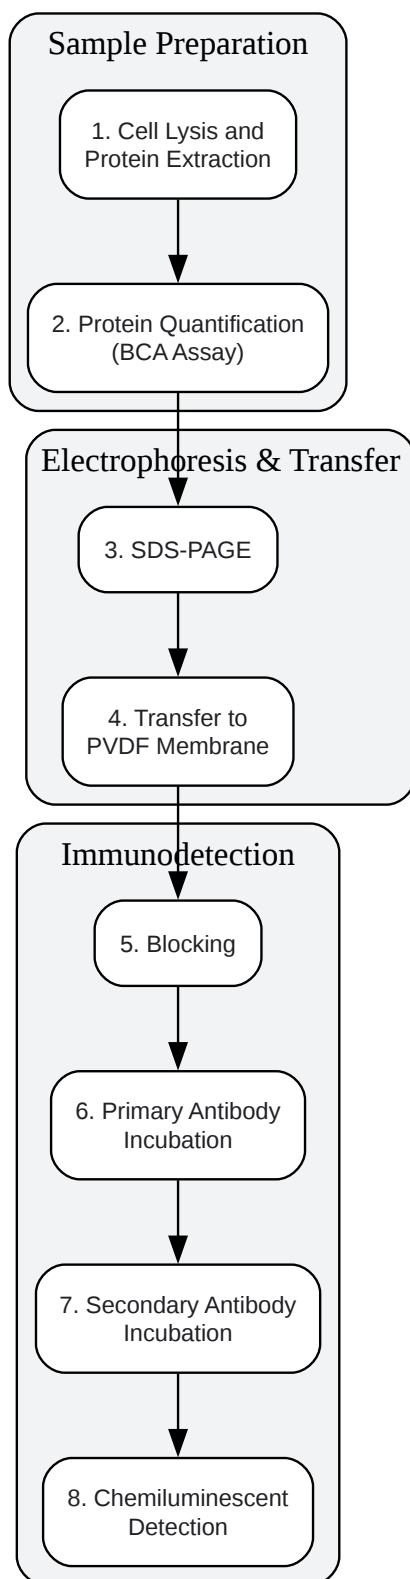 Sample Preparation
1. Cell Lysis and
Protein Extraction
2. Protein Quantification
(BCA Assay)
Electrophoresis & Transfer
3. SDS-PAGE
4. Transfer to
PVDF Membrane
Immunodetection
5. Blocking
6. Primary Antibody
Incubation
7. Secondary Antibody
Incubation
8. Chemiluminescent
Detection